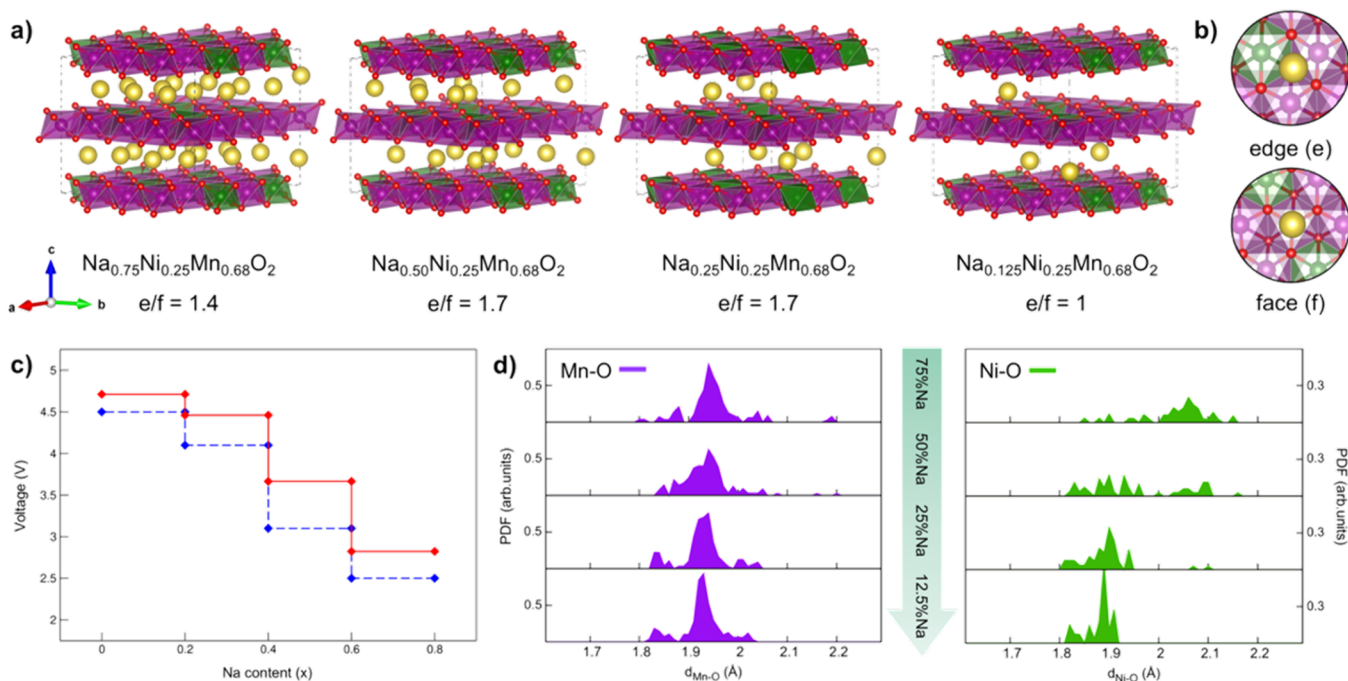 a)
b)
edge (e)
face (f)
c
a
b
Na0.75Ni0.25Mn0.68O2
Na0.50Ni0.25Mn0.68O2
Na0.25Ni0.25Mn0.68O2
Na0.125Ni0.25Mn0.68O2
e/f = 1.4
e/f = 1.7
e/f = 1.7
e/f = 1
c)
5
4.5
4
3.5
3
2.5
2
Voltage (V)
0
0.2
0.4
0.6
0.8
Na content (x)
d)
Mn-O
0.5
0.5
0.5
0.5
PDF (arb.units)
1.7
1.8
1.9
2
2.1
2.2
dMn-O (Å)
75%Na
50%Na
25%Na
12.5%Na
Ni-O
0.3
0.3
0.3
0.3
PDF (arb.units)
1.7
1.8
1.9
2
2.1
2.2
dNi-O (Å)